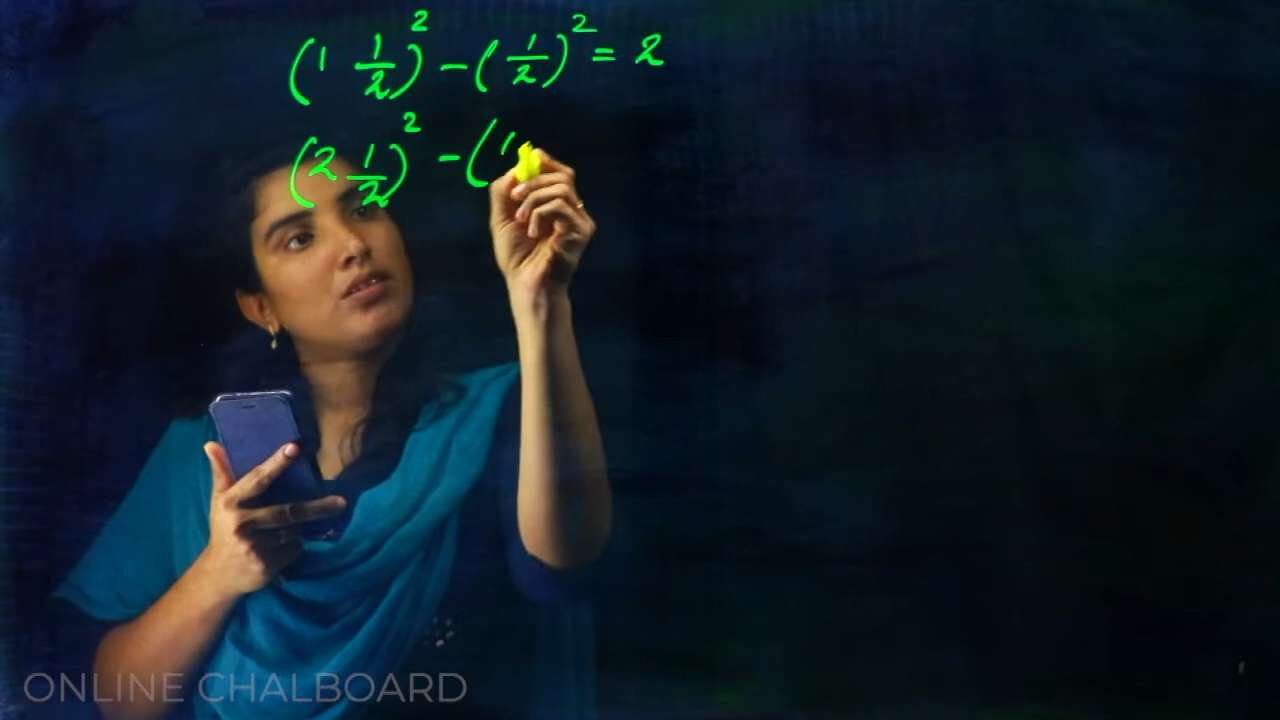 (1 1/2)² - (1/2)² = 2
(2 1/2)² - (1
ONLINE CHALBOARD